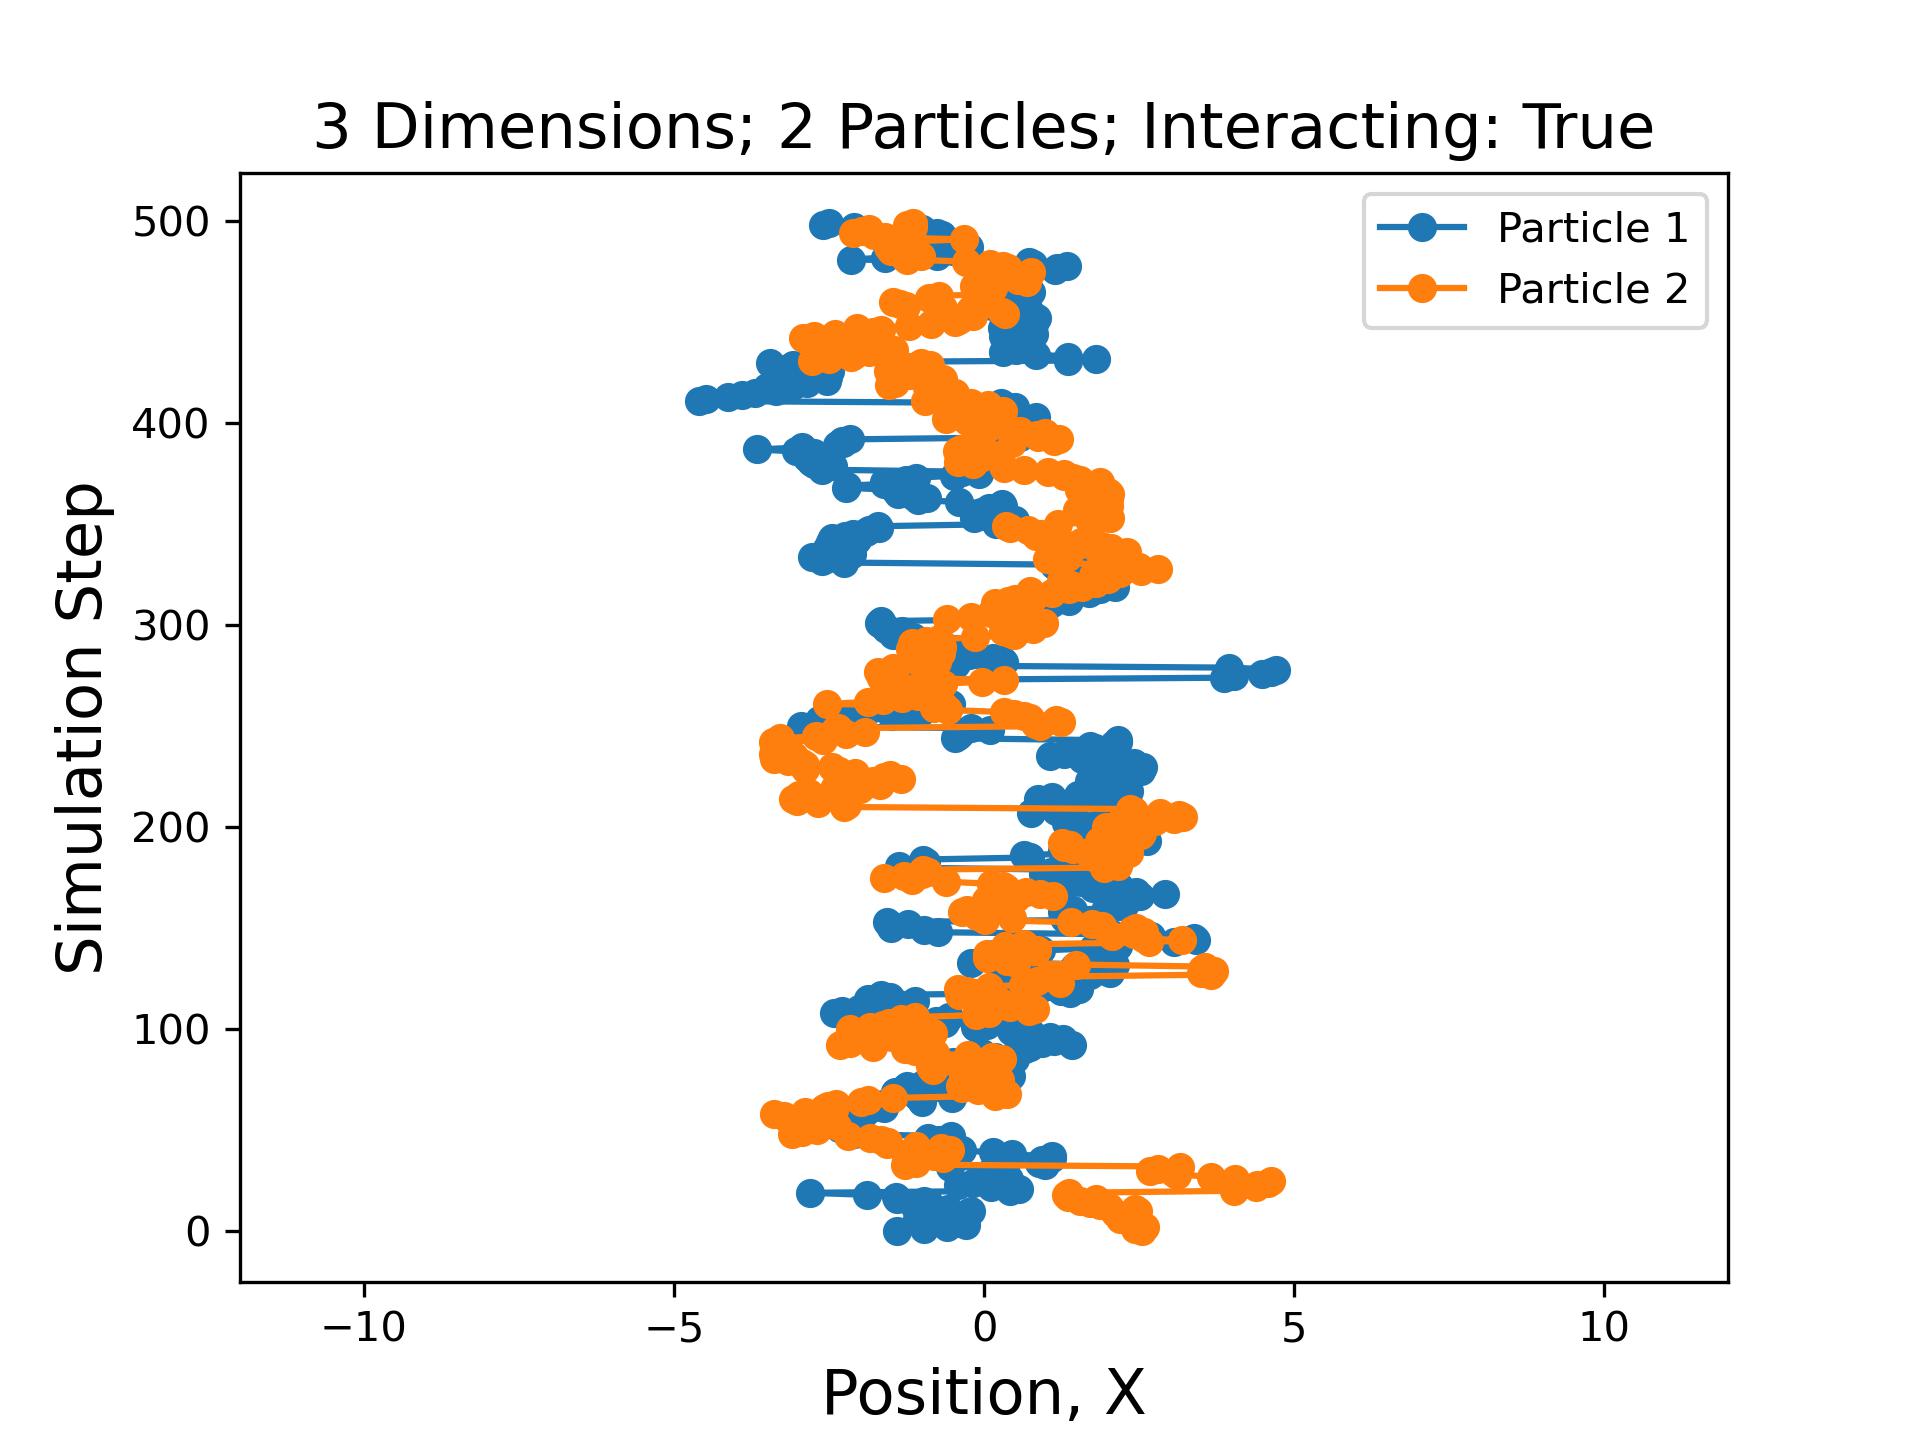 3 Dimensions; 2 Particles; Interacting: True
Particle 1
Particle 2
500
400
300
200
100
0
Simulation Step
−10 −5 0 5 10
Position, X